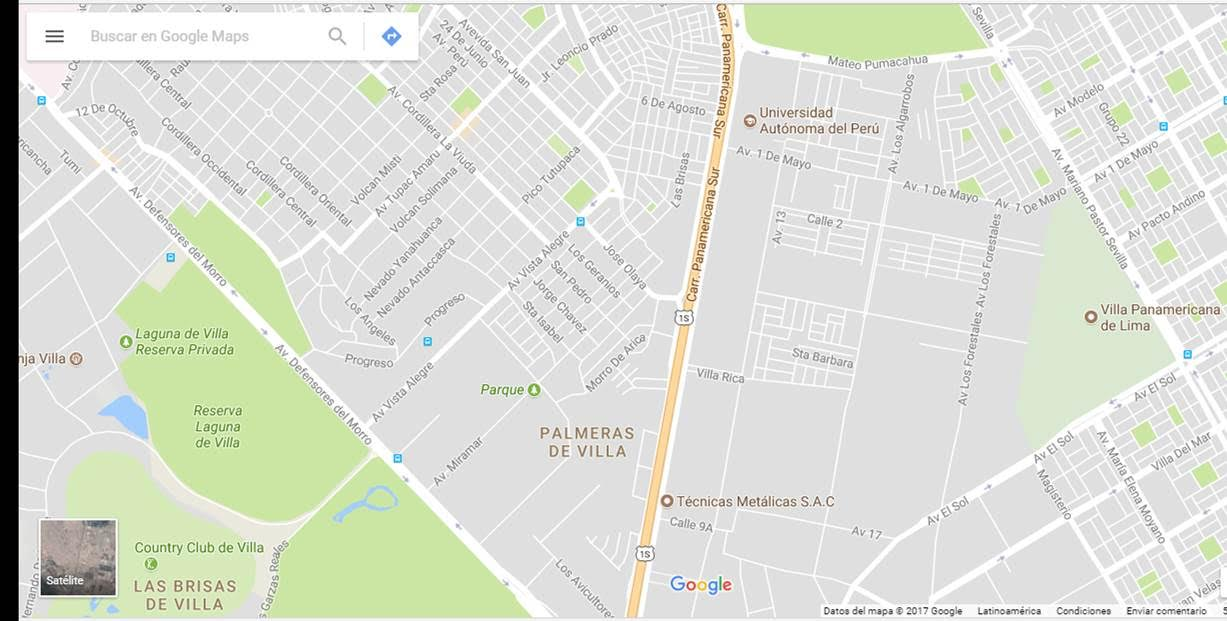 Buscar en Google Maps
Carr. Panamericana Sur
Sevilla
Avenida San Juan
24 De Junio
Av. Perú
Sta Rosa
Jr. Leoncio Prado
Mateo Pumacahua
Cordillera Central
12 De Octubre
Av. Cordillera La Viuda
6 De Agosto
Universidad
Autónoma del Perú
Av. Los Algarrobos
Av Modelo
Grupo 22
Cordillera Occidental
Cordillera Central
Cordillera Oriental
Volcan Misti
Av Tupac Amaru
Volcan Solimana
Pico Tutupaca
Las Brisas
Carr. Panamericana Sur
Av. 1 De Mayo
Av. 1 De Mayo
Av. 1 De Mayo
Av 1 De Mayo
Av. Mariano Pastor Sevilla
Av Pacto Andino
Tumi
Av. Defensores del Morro
Nevado Yanahuanca
Nevado Antaccasca
Av Vista Alegre
Los Geranios
Jose Olaya
San Pedro
Jorge Chavez
Sta Isabel
Av. 13
Calle 2
Av Los Forestales
Av Los Forestales
Los Angeles
Progreso
Progreso
1S
Villa Panamericana
de Lima
Laguna de Villa
Reserva Privada
nja Villa
Av. Defensores del Morro
Av Vista Alegre
Morro De Arica
Parque
Villa Rica
Sta Barbara
Av El Sol
Reserva
Laguna
de Villa
PALMERAS
DE VILLA
Av. Miramar
Av El Sol
Av. María Elena Moyano
Villa Del Mar
Magisterio
Técnicas Metálicas S.A.C
Calle 9A
Av 17
Av El Sol
1S
Country Club de Villa
LAS BRISAS
DE VILLA
s Garzas Reales
Los Avicultores
Satélite
Google
Datos del mapa © 2017 Google
Latinoamérica
Condiciones
Enviar comentario